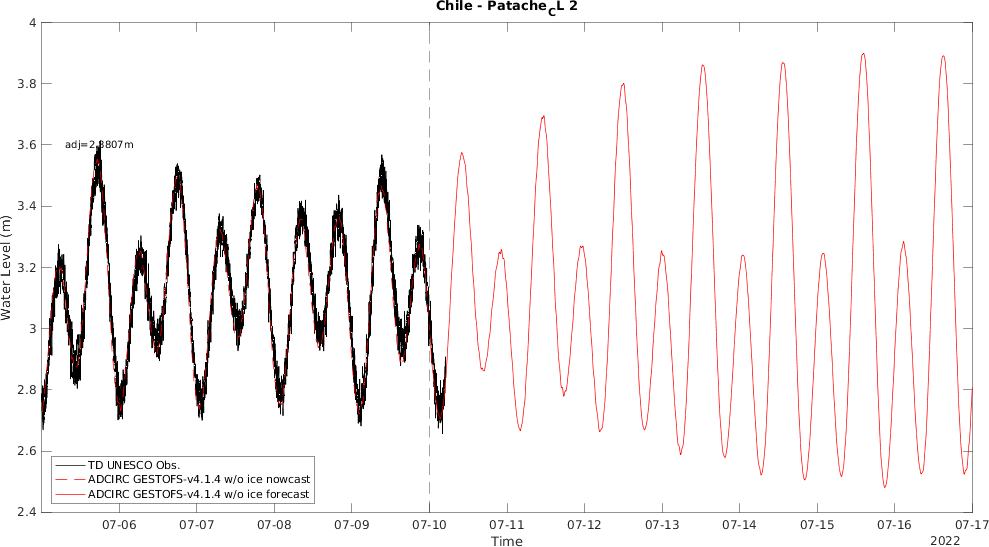 Chile - Patache_CL 2
Water Level (m)
4
3.8
3.6
3.4
3.2
3
2.8
2.6
2.4
adj=2.3807m
TD UNESCO Obs.
ADCIRC GESTOFS-v4.1.4 w/o ice nowcast
ADCIRC GESTOFS-v4.1.4 w/o ice forecast
07-06 07-07 07-08 07-09 07-10 07-11 07-12 07-13 07-14 07-15 07-16 07-17
Time
2022